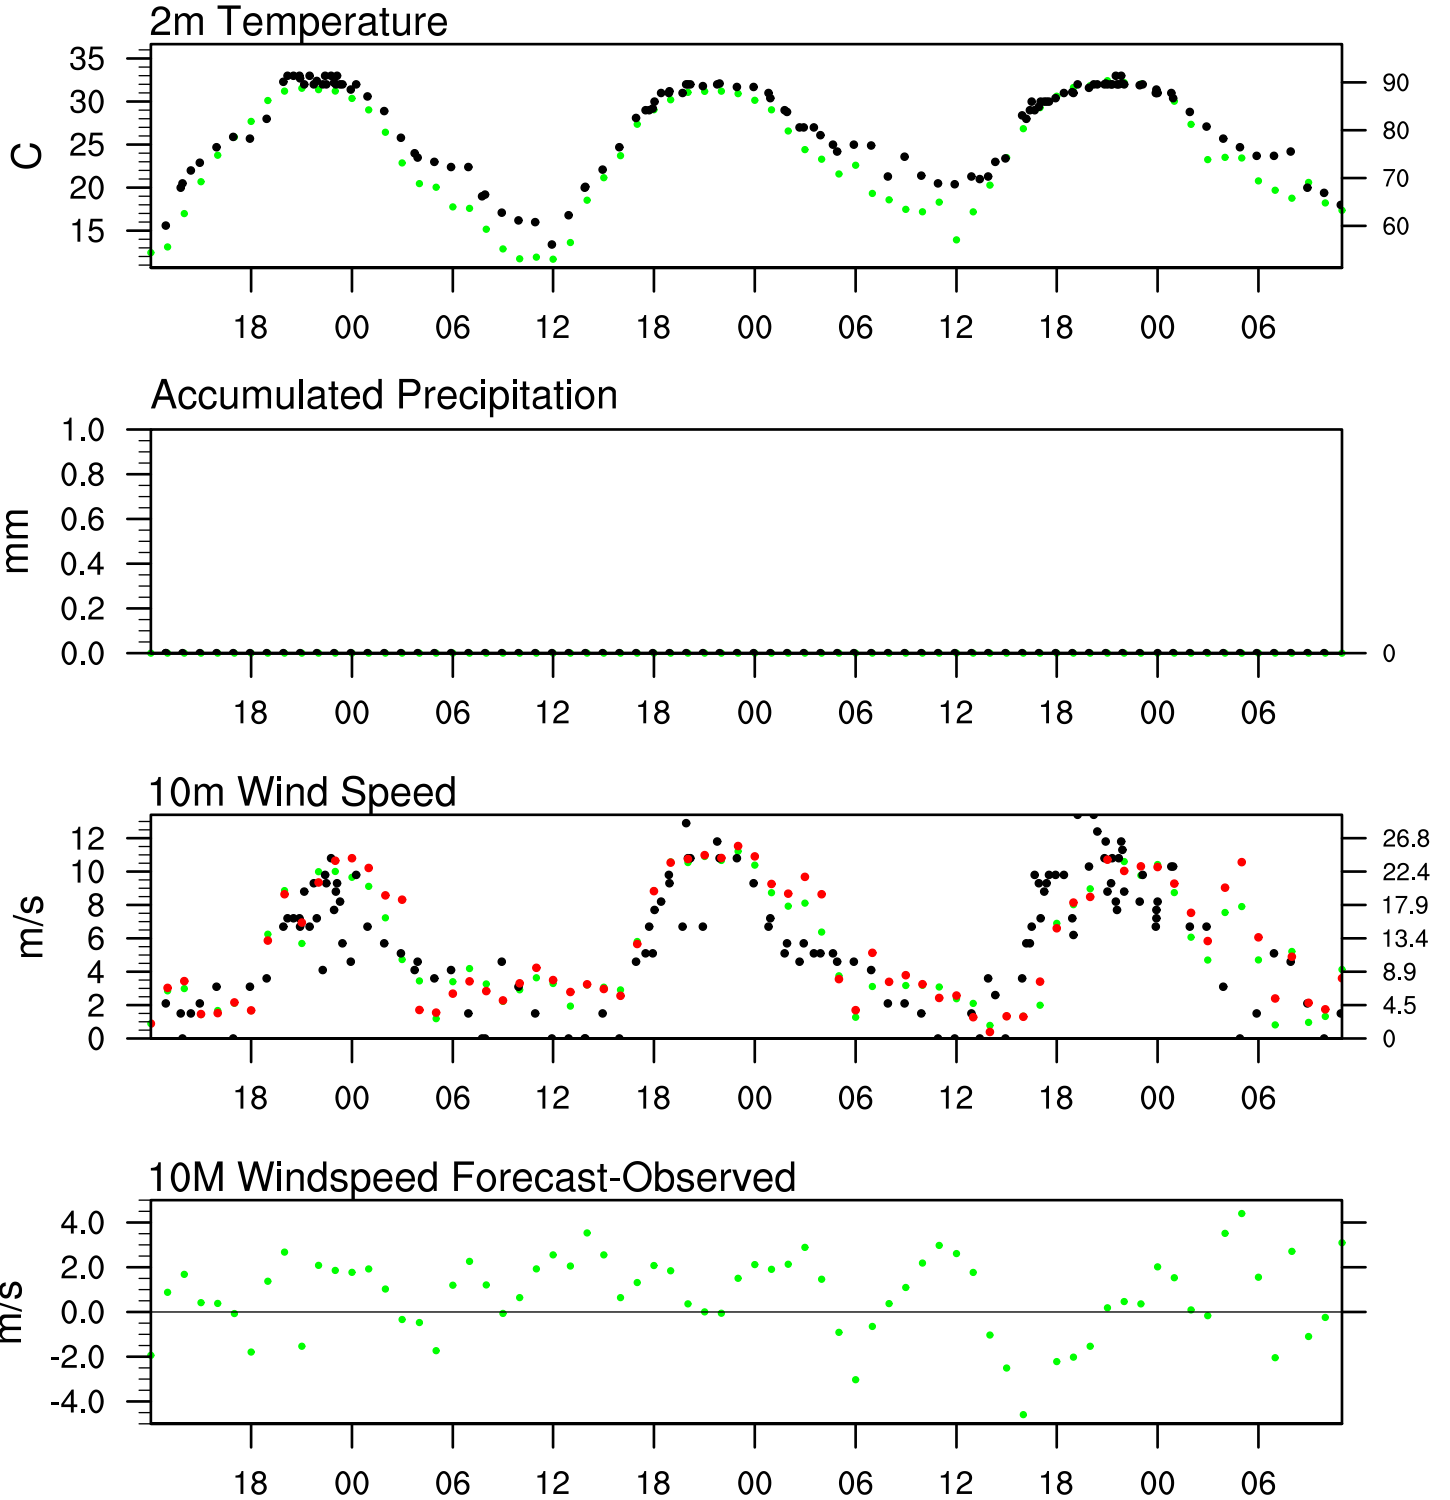 2m Temperature
35
30
25
20
15
C
90
80
70
60
18 00 06 12 18 00 06 12 18 00 06
Accumulated Precipitation
1.0
0.8
0.6
0.4
0.2
0.0
mm
0
18 00 06 12 18 00 06 12 18 00 06
10m Wind Speed
12
10
8
6
4
2
0
m/s
26.8
22.4
17.9
13.4
8.9
4.5
0
18 00 06 12 18 00 06 12 18 00 06
10M Windspeed Forecast-Observed
4.0
2.0
0.0
-2.0
-4.0
m/s
18 00 06 12 18 00 06 12 18 00 06